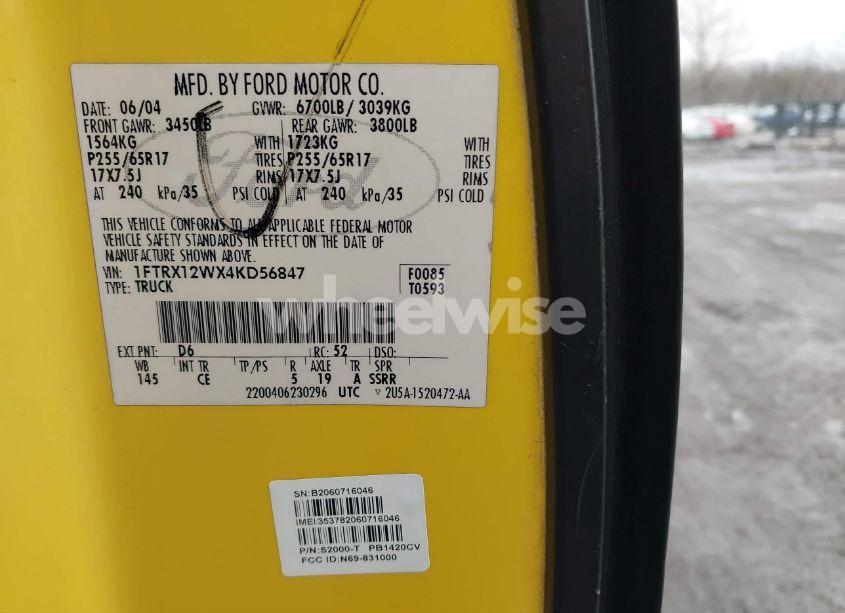 MFD. BY FORD MOTOR CO.
DATE: 06/04 GVWR: 6700LB/ 3039KG
FRONT GAWR: 3450LB REAR GAWR: 3800LB
1564KG WITH 1723KG WITH
P255/65R17 TIRES P255/65R17 TIRES
17X7.5J RIMS 17X7.5J RIMS
AT 240 kPa/35 PSI COLD AT 240 kPa/35 PSI COLD
THIS VEHICLE CONFORMS TO ALL APPLICABLE FEDERAL MOTOR
VEHICLE SAFETY STANDARDS IN EFFECT ON THE DATE OF
MANUFACTURE SHOWN ABOVE.
VIN: 1FTRX12WX4KD56847 F0085
TYPE: TRUCK T0593
wheelwise
EXT PNT: D6 RC: 52 DSO:
WB INT TR TP/PS R AXLE TR SPR
145 CE 5 19 A SSRR
2200406230296 UTC ▽ 2U5A-1520472-AA
Ford
SN:B2060716046
IMEI:353782060716046
P/N:S2000-T PB1420CV
FCC ID:N69-831000